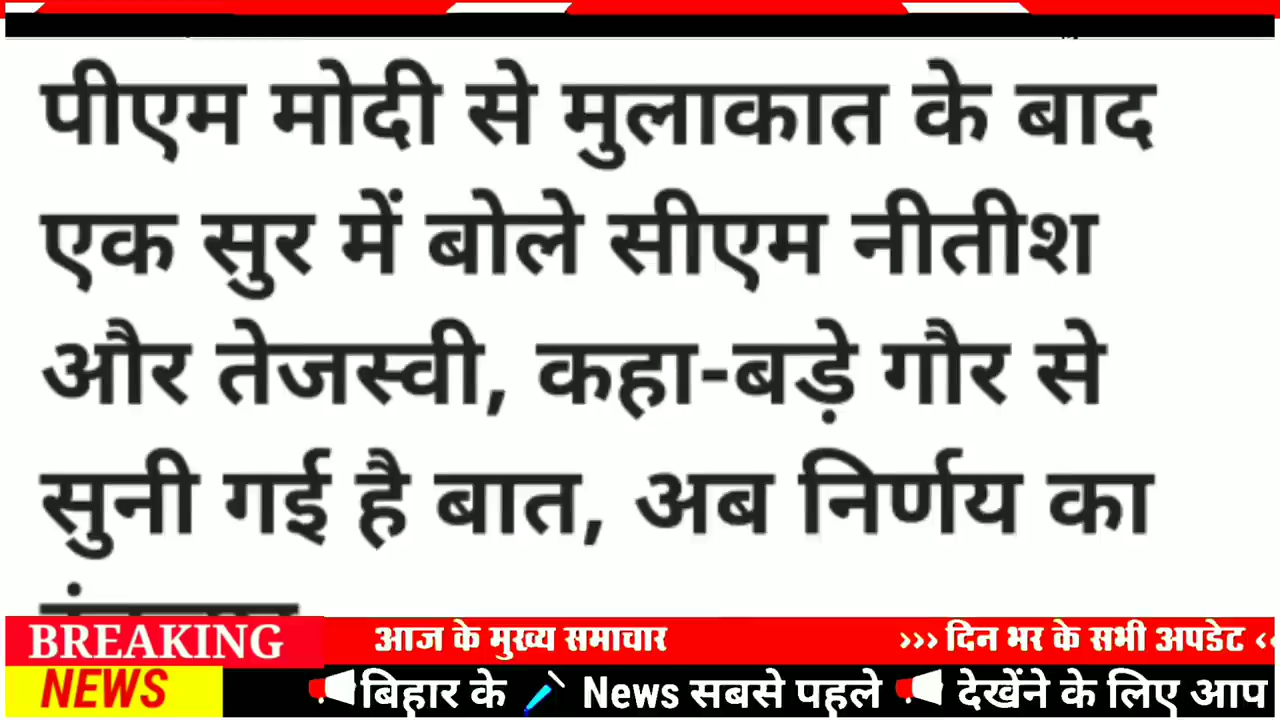 पीएम मोदी से मुलाकात के बाद
एक सुर में बोले सीएम नीतीश
और तेजस्वी, कहा-बड़े गौर से
सुनी गई है बात, अब निर्णय का
BREAKING
NEWS
आज के मुख्य समाचार ››› दिन भर के सभी अपडेट ‹‹
बिहार के News सबसे पहले देखेंने के लिए आप